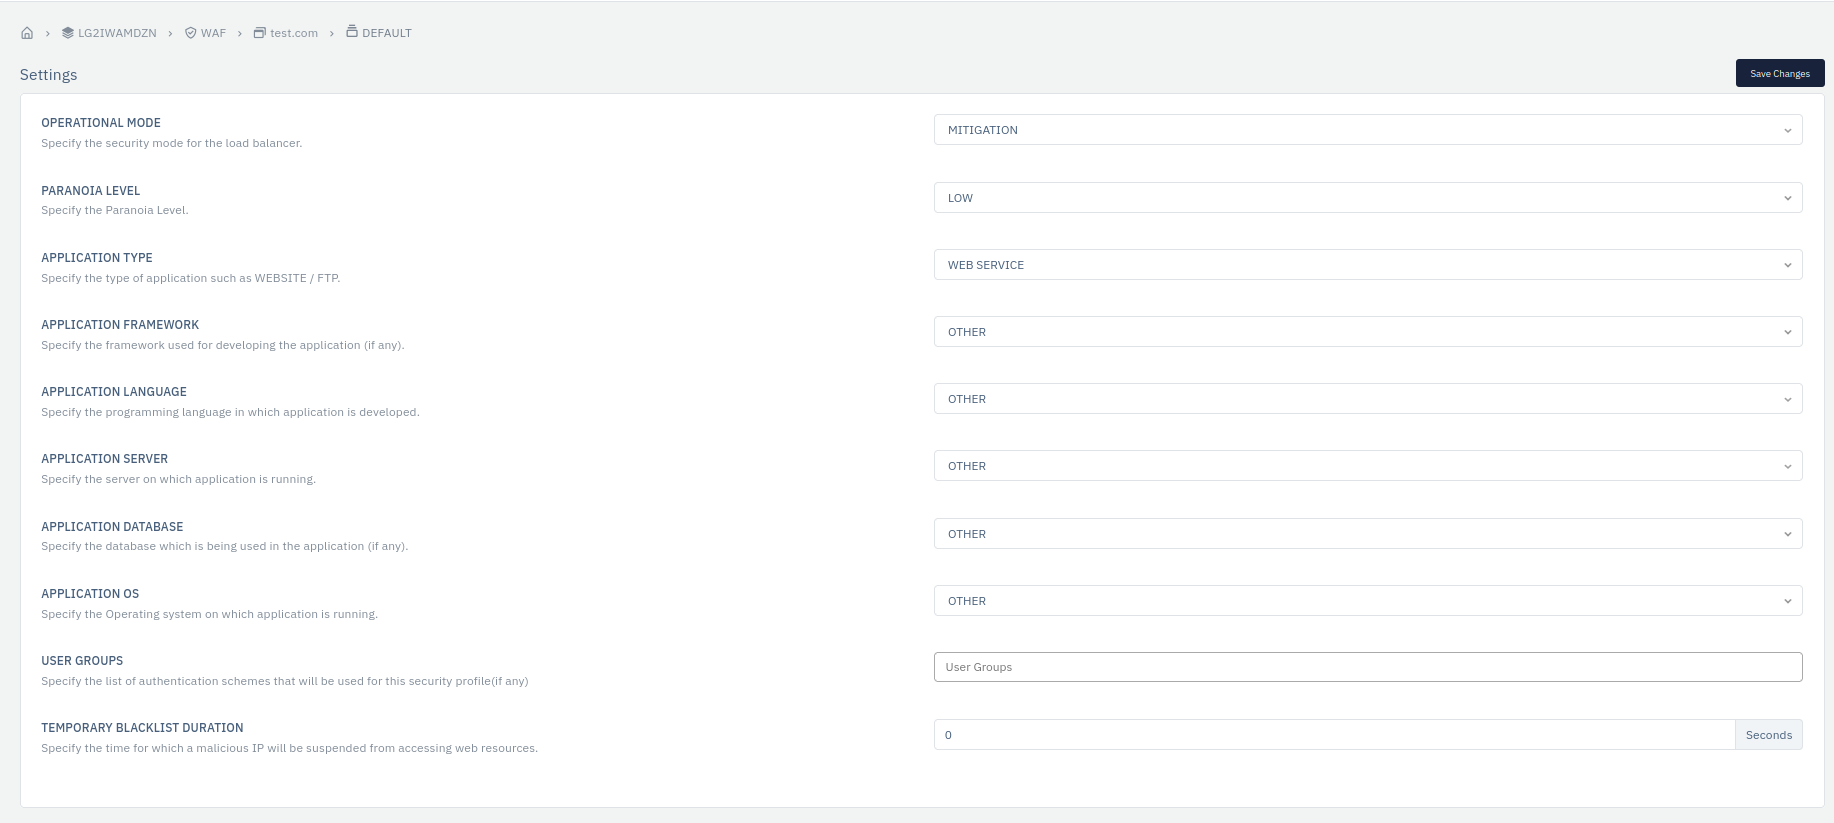 LG2IWAMDZN > WAF > test.com > DEFAULT
Settings
Save Changes
OPERATIONAL MODE
Specify the security mode for the load balancer.
MITIGATION
PARANOIA LEVEL
Specify the Paranoia Level.
LOW
APPLICATION TYPE
Specify the type of application such as WEBSITE / FTP.
WEB SERVICE
APPLICATION FRAMEWORK
Specify the framework used for developing the application (if any).
OTHER
APPLICATION LANGUAGE
Specify the programming language in which application is developed.
OTHER
APPLICATION SERVER
Specify the server on which application is running.
OTHER
APPLICATION DATABASE
Specify the database which is being used in the application (if any).
OTHER
APPLICATION OS
Specify the Operating system on which application is running.
OTHER
USER GROUPS
Specify the list of authentication schemes that will be used for this security profile(if any)
User Groups
TEMPORARY BLACKLIST DURATION
Specify the time for which a malicious IP will be suspended from accessing web resources.
0
Seconds